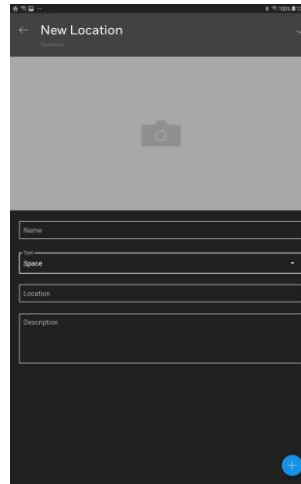 New Location
Name
Type
Space
Location
Description